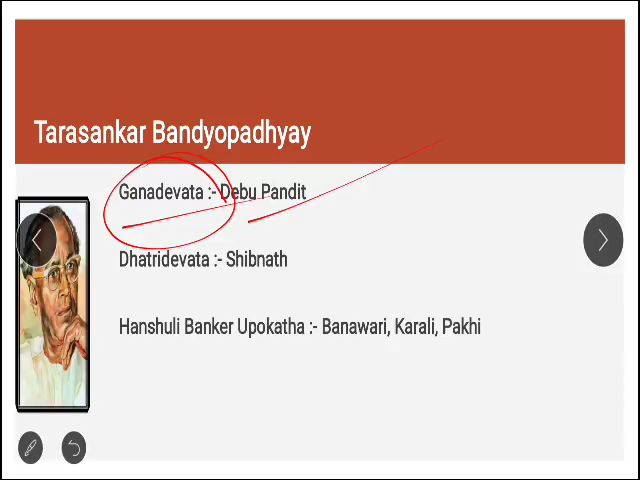 Tarasankar Bandyopadhyay
Ganadevata :- Debu Pandit
Dhatridevata :- Shibnath
Hanshuli Banker Upokatha :- Banawari, Karali, Pakhi